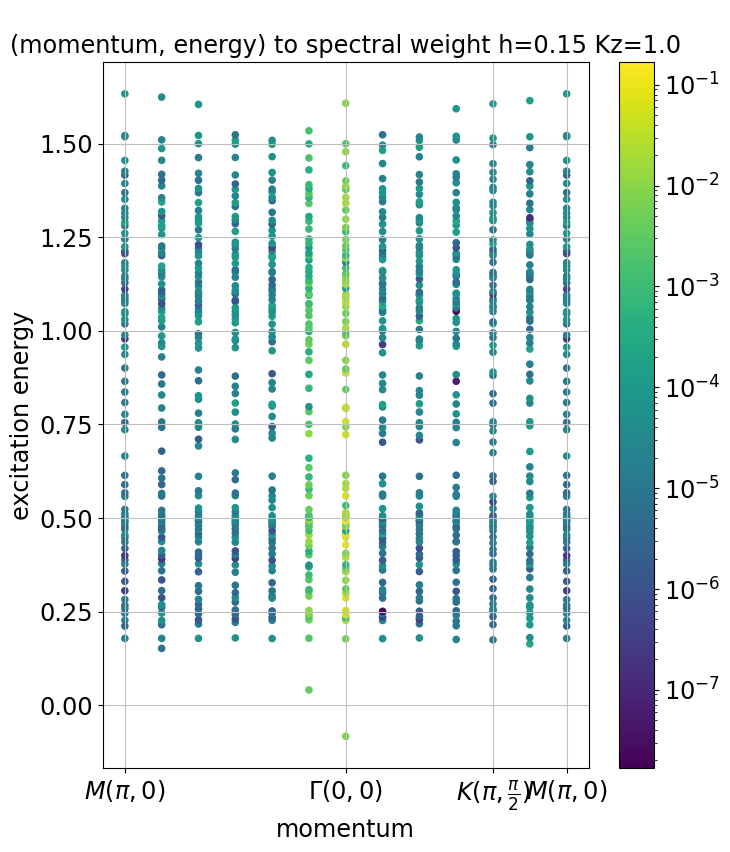 (momentum, energy) to spectral weight h=0.15 Kz=1.0
excitation energy
1.50
1.25
1.00
0.75
0.50
0.25
0.00
M(π, 0)
Γ(0, 0)
K(π, π/2)
M(π, 0)
momentum
10⁻¹
10⁻²
10⁻³
10⁻⁴
10⁻⁵
10⁻⁶
10⁻⁷